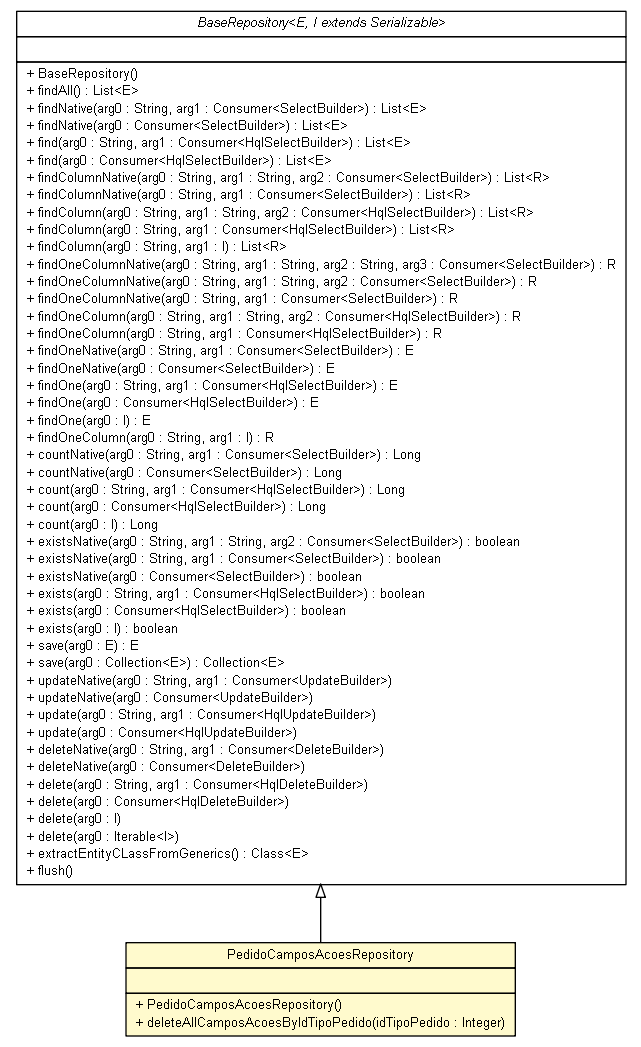 BaseRepository<E, I extends Serializable>
+ BaseRepository()
+ findAll() : List<E>
+ findNative(arg0 : String, arg1 : Consumer<SelectBuilder>) : List<E>
+ findNative(arg0 : Consumer<SelectBuilder>) : List<E>
+ find(arg0 : String, arg1 : Consumer<HqlSelectBuilder>) : List<E>
+ find(arg0 : Consumer<HqlSelectBuilder>) : List<E>
+ findColumnNative(arg0 : String, arg1 : String, arg2 : Consumer<SelectBuilder>) : List<R>
+ findColumnNative(arg0 : String, arg1 : Consumer<SelectBuilder>) : List<R>
+ findColumn(arg0 : String, arg1 : String, arg2 : Consumer<HqlSelectBuilder>) : List<R>
+ findColumn(arg0 : String, arg1 : Consumer<HqlSelectBuilder>) : List<R>
+ findColumn(arg0 : String, arg1 : I) : List<R>
+ findOneColumnNative(arg0 : String, arg1 : String, arg2 : String, arg3 : Consumer<SelectBuilder>) : R
+ findOneColumnNative(arg0 : String, arg1 : String, arg2 : Consumer<SelectBuilder>) : R
+ findOneColumnNative(arg0 : String, arg1 : Consumer<SelectBuilder>) : R
+ findOneColumn(arg0 : String, arg1 : String, arg2 : Consumer<HqlSelectBuilder>) : R
+ findOneColumn(arg0 : String, arg1 : Consumer<HqlSelectBuilder>) : R
+ findOneNative(arg0 : String, arg1 : Consumer<SelectBuilder>) : E
+ findOneNative(arg0 : Consumer<SelectBuilder>) : E
+ findOne(arg0 : String, arg1 : Consumer<HqlSelectBuilder>) : E
+ findOne(arg0 : Consumer<HqlSelectBuilder>) : E
+ findOne(arg0 : I) : E
+ findOneColumn(arg0 : String, arg1 : I) : R
+ countNative(arg0 : String, arg1 : Consumer<SelectBuilder>) : Long
+ countNative(arg0 : Consumer<SelectBuilder>) : Long
+ count(arg0 : String, arg1 : Consumer<HqlSelectBuilder>) : Long
+ count(arg0 : Consumer<HqlSelectBuilder>) : Long
+ count(arg0 : I) : Long
+ existsNative(arg0 : String, arg1 : String, arg2 : Consumer<SelectBuilder>) : boolean
+ existsNative(arg0 : String, arg1 : Consumer<SelectBuilder>) : boolean
+ existsNative(arg0 : Consumer<SelectBuilder>) : boolean
+ exists(arg0 : String, arg1 : Consumer<HqlSelectBuilder>) : boolean
+ exists(arg0 : Consumer<HqlSelectBuilder>) : boolean
+ exists(arg0 : I) : boolean
+ save(arg0 : E) : E
+ save(arg0 : Collection<E>) : Collection<E>
+ updateNative(arg0 : String, arg1 : Consumer<UpdateBuilder>)
+ updateNative(arg0 : Consumer<UpdateBuilder>)
+ update(arg0 : String, arg1 : Consumer<HqlUpdateBuilder>)
+ update(arg0 : Consumer<HqlUpdateBuilder>)
+ deleteNative(arg0 : String, arg1 : Consumer<DeleteBuilder>)
+ deleteNative(arg0 : Consumer<DeleteBuilder>)
+ delete(arg0 : String, arg1 : Consumer<HqlDeleteBuilder>)
+ delete(arg0 : Consumer<HqlDeleteBuilder>)
+ delete(arg0 : I)
+ delete(arg0 : Iterable<I>)
+ extractEntityCLassFromGenerics() : Class<E>
+ flush()
PedidoCamposAcoesRepository
+ PedidoCamposAcoesRepository()
+ deleteAllCamposAcoesByIdTipoPedido(idTipoPedido : Integer)